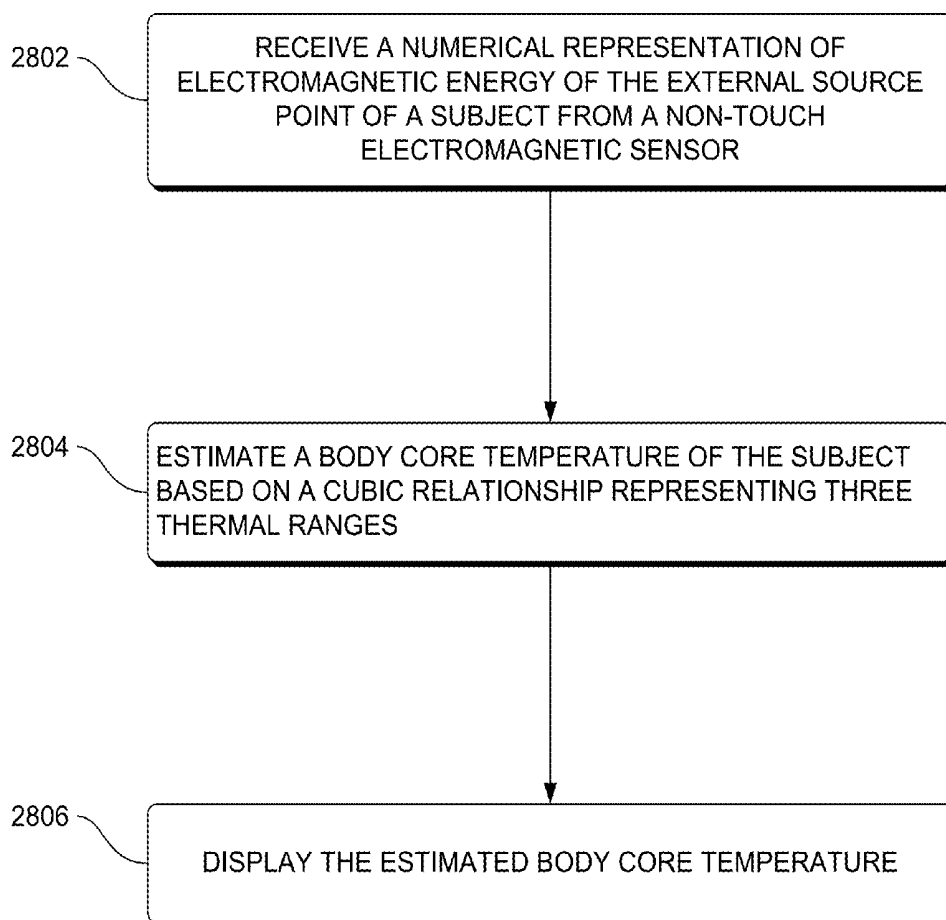 2802
RECEIVE A NUMERICAL REPRESENTATION OF
ELECTROMAGNETIC ENERGY OF THE EXTERNAL SOURCE
POINT OF A SUBJECT FROM A NON-TOUCH
ELECTROMAGNETIC SENSOR
2804
ESTIMATE A BODY CORE TEMPERATURE OF THE SUBJECT
BASED ON A CUBIC RELATIONSHIP REPRESENTING THREE
THERMAL RANGES
2806
DISPLAY THE ESTIMATED BODY CORE TEMPERATURE